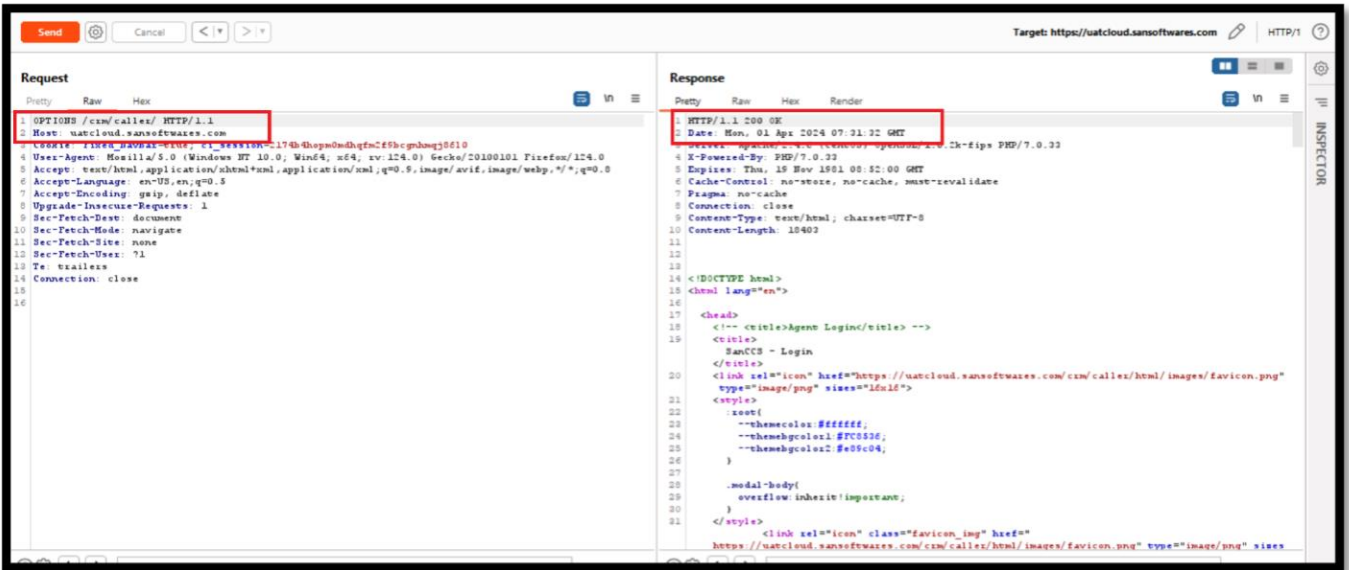 Send
Cancel
Target: https://uatcloud.sansoftwares.com
HTTP/1
Request
Pretty Raw Hex
\n
1 OPTIONS /crm/caller/ HTTP/1.1
2 Host: uatcloud.sansoftwares.com
4 User-Agent: Mozilla/5.0 (Windows NT 10.0; Win64; x64; rv:124.0) Gecko/20100101 Firefox/124.0
5 Accept: text/html,application/xhtml+xml,application/xml;q=0.9,image/avif,image/webp,*/*;q=0.8
6 Accept-Language: en-US,en;q=0.5
7 Accept-Encoding: gzip, deflate
8 Upgrade-Insecure-Requests: 1
9 Sec-Fetch-Dest: document
10 Sec-Fetch-Mode: navigate
11 Sec-Fetch-Site: none
12 Sec-Fetch-User: ?1
13 Te: trailers
14 Connection: close
15
16
Response
Pretty Raw Hex Render
\n
1 HTTP/1.1 200 OK
2 Date: Mon, 01 Apr 2024 07:31:32 GMT
4 X-Powered-By: PHP/7.0.33
5 Expires: Thu, 19 Nov 1981 08:52:00 GMT
6 Cache-Control: no-store, no-cache, must-revalidate
7 Pragma: no-cache
8 Connection: close
9 Content-Type: text/html; charset=UTF-8
10 Content-Length: 18403
11
12
13
14 <!DOCTYPE html>
15 <html lang="en">
16
17 <head>
18 <!-- <title>Agent Login</title> -->
19 <title>
SanCCS - Login
</title>
20 <link rel="icon" href="https://uatcloud.sansoftwares.com/crm/caller/html/images/favicon.png"
type="image/png" sizes="16x16">
21 <style>
22 :root{
23 --themecolor:#ffffff;
24 --themebgcolor1:#FC8536;
25 --themebgcolor2:#e89c04;
26 }
27
28 .modal-body{
29 overflow:inherit!important;
30 }
31 </style>
<link rel="icon" class="favicon_img" href="
https://uatcloud.sansoftwares.com/crm/caller/html/images/favicon.png" type="image/png" sizes
INSPECTOR